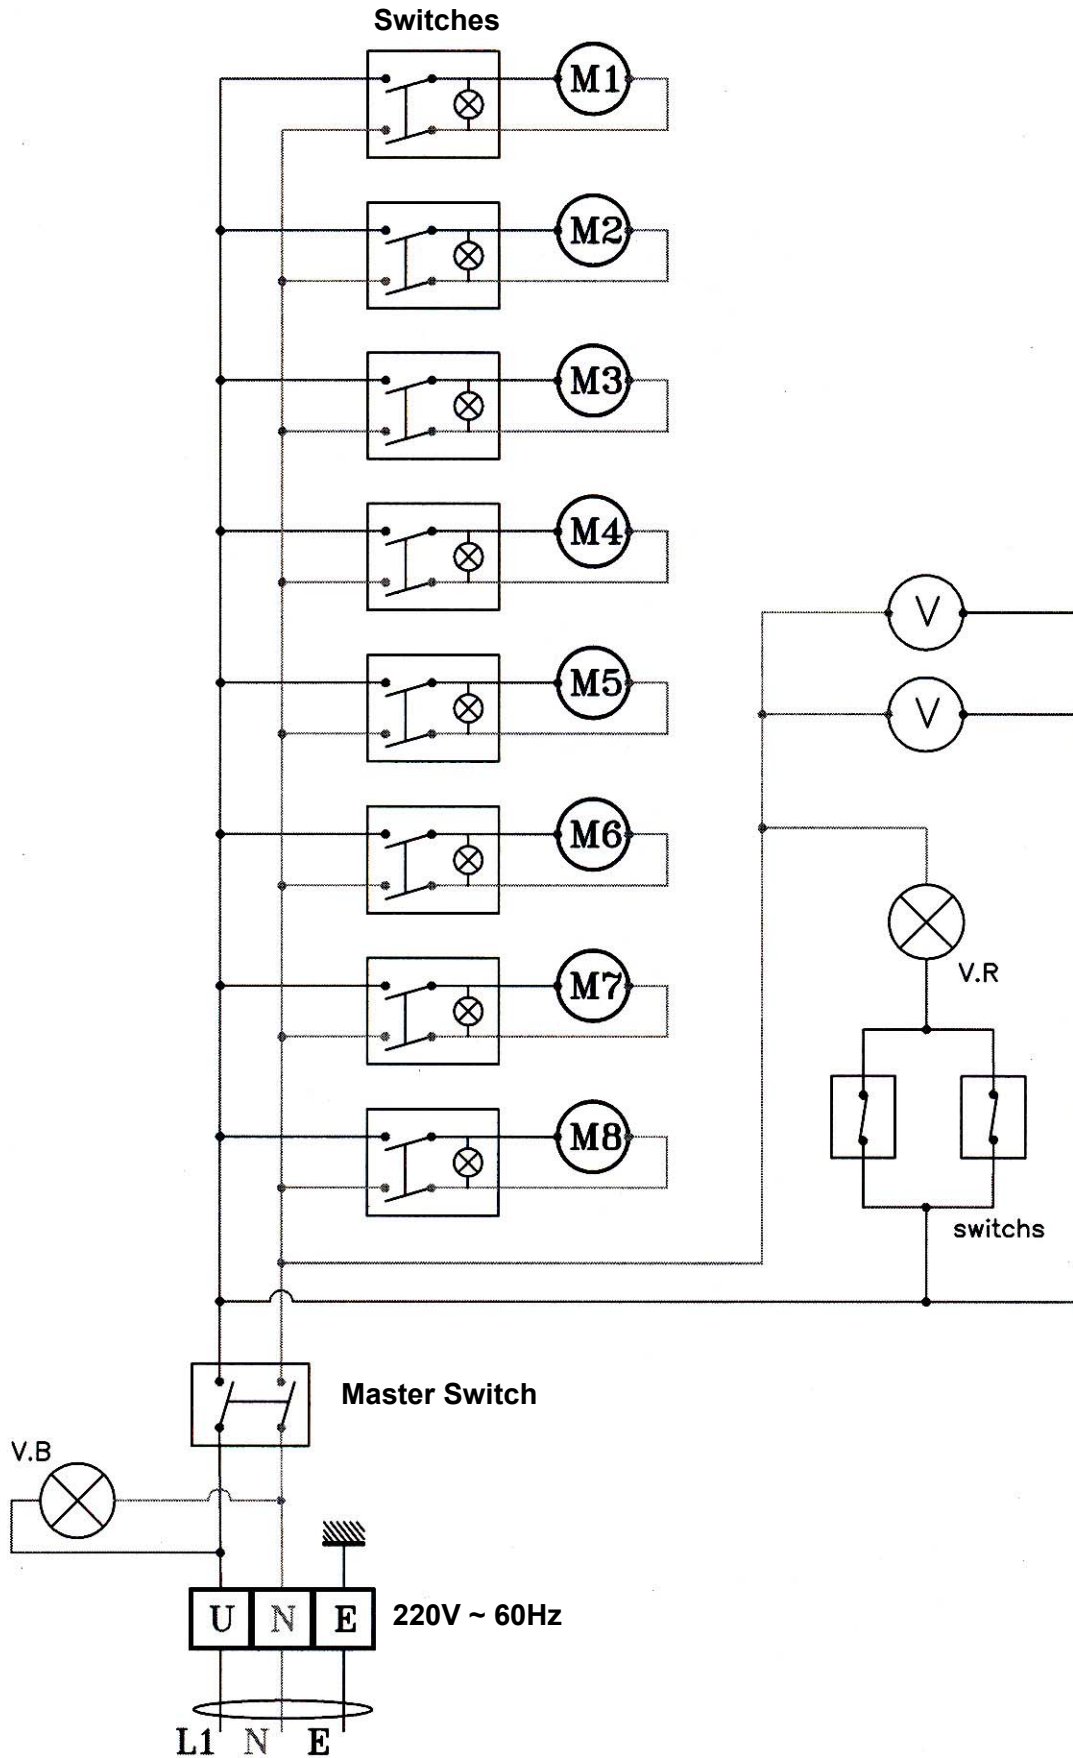 Switches
M1
M2
M3
M4
V
M5
V
M6
V.R
M7
M8
switchs
Master Switch
V.B
U N E
220V ~ 60Hz
L1 N E